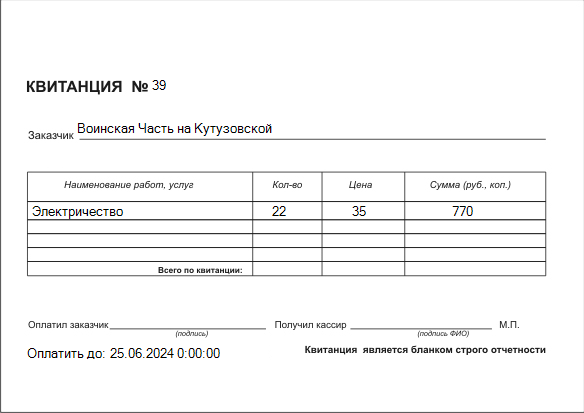 КВИТАНЦИЯ № 39
Заказчик Воинская Часть на Кутузовской
Наименование работ, услуг Кол-во Цена Сумма (руб., коп.)
Электричество 22 35 770
Всего по квитанции:
Оплатил заказчик Получил кассир М.П.
(подпись) (подпись ФИО)
Оплатить до: 25.06.2024 0:00:00 Квитанция является бланком строго отчетности